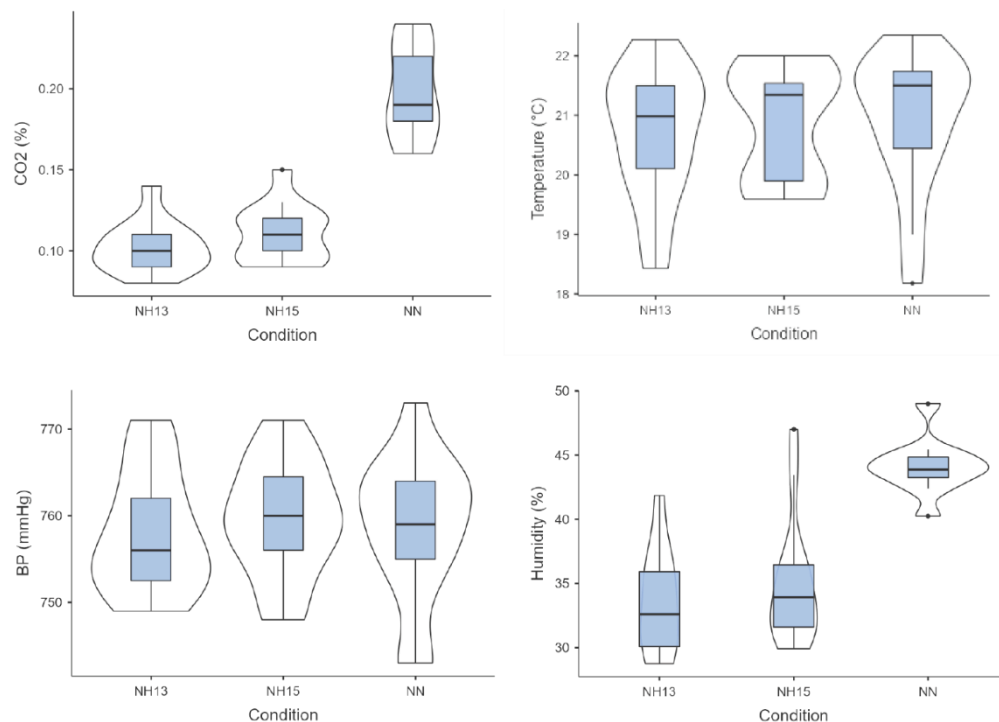 CO2 (%)
0.20
0.15
0.10
NH13 NH15 NN
Condition
Temperature (°C)
22
21
20
19
18
NH13 NH15 NN
Condition
BP (mmHg)
770
760
750
NH13 NH15 NN
Condition
Humidity (%)
50
45
40
35
30
NH13 NH15 NN
Condition